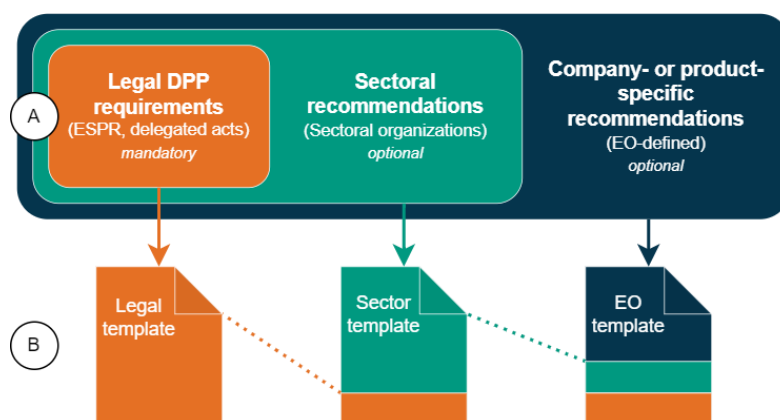 Legal DPP
requirements
(ESPR, delegated acts)
mandatory
Sectoral
recommendations
(Sectoral organizations)
optional
Company- or product-
specific
recommendations
(EO-defined)
optional
A
Legal
template
Sector
template
EO
template
B